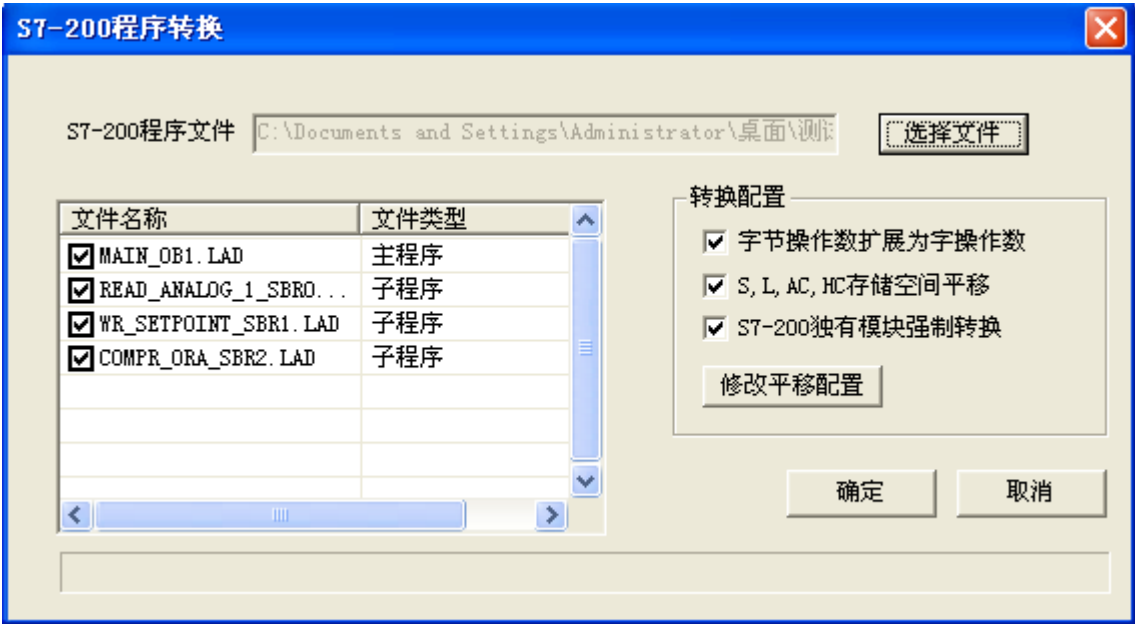 S7-200程序转换
S7-200程序文件 C:\Documents and Settings\Administrator\桌面\测试 选择文件
文件名称 文件类型
MAIN_OB1.LAD 主程序
READ_ANALOG_1_SBR0... 子程序
WR_SETPOINT_SBR1.LAD 子程序
COMPR_ORA_SBR2.LAD 子程序
转换配置
字节操作数扩展为字操作数
S,L,AC,HC存储空间平移
S7-200独有模块强制转换
修改平移配置
确定 取消